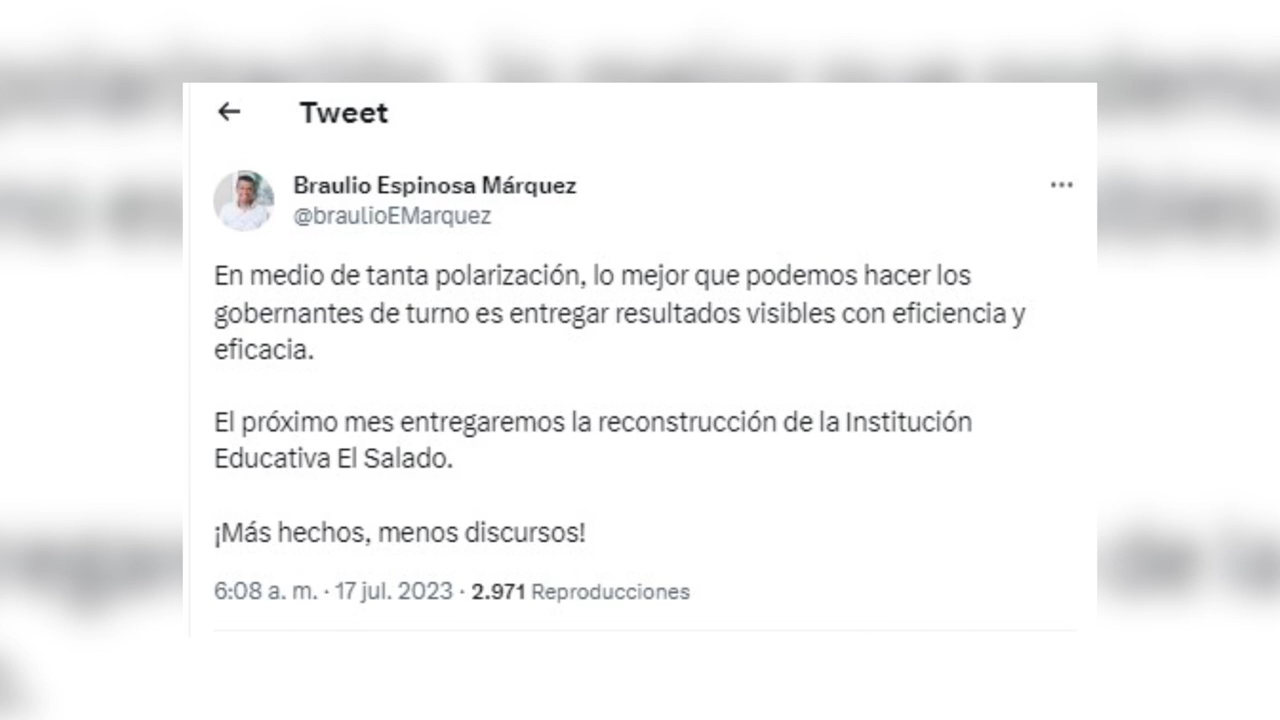 Tweet
Braulio Espinosa Márquez
@braulioEMarquez
En medio de tanta polarización, lo mejor que podemos hacer los
gobernantes de turno es entregar resultados visibles con eficiencia y
eficacia.
El próximo mes entregaremos la reconstrucción de la Institución
Educativa El Salado.
¡Más hechos, menos discursos!
6:08 a. m. · 17 jul. 2023 · 2.971 Reproducciones